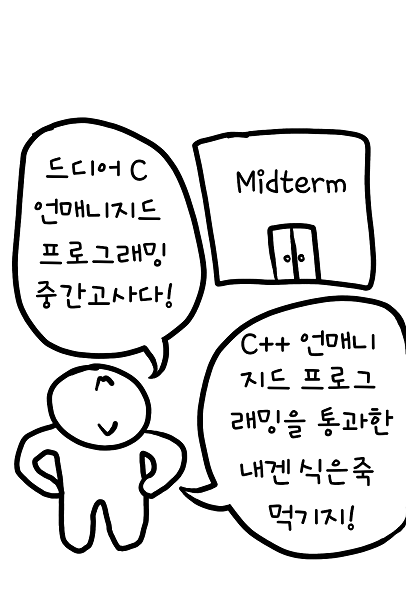 드디어 C
언매니지드
프로그래밍
중간고사다!
Midterm
C++ 언매니
지드 프로그
래밍을 통과한
내겐 식은죽
먹기지!